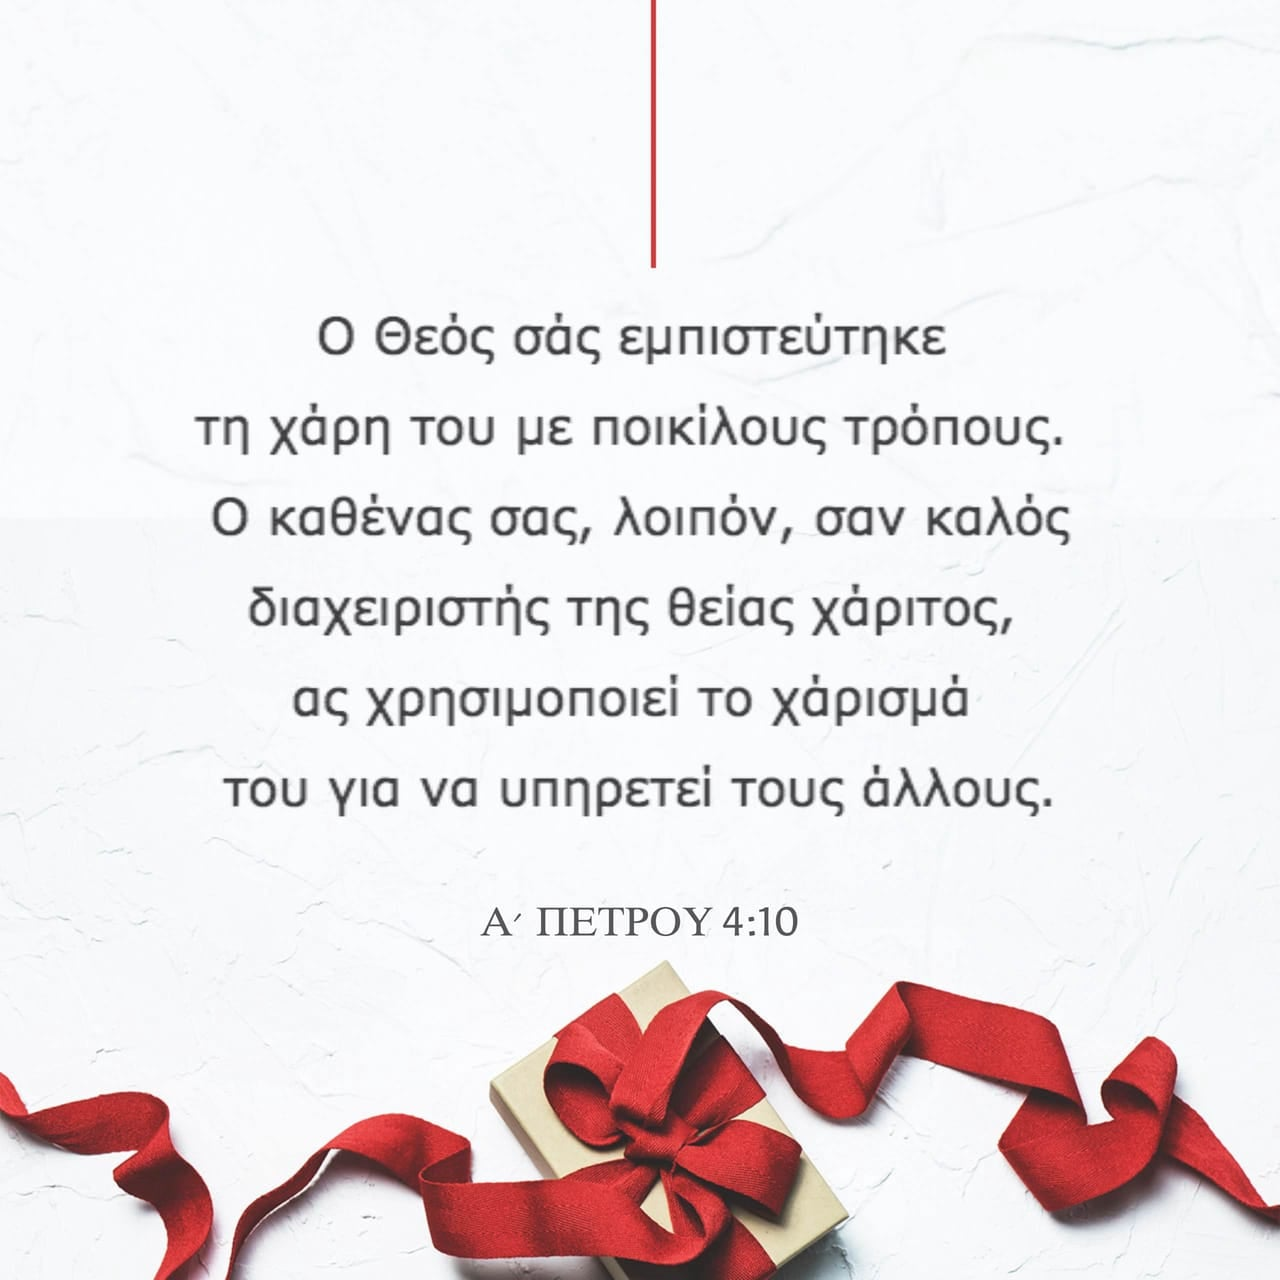 Ο Θεός σάς εμπιστεύτηκε
τη χάρη του με ποικίλους τρόπους.
Ο καθένας σας, λοιπόν, σαν καλός
διαχειριστής της θείας χάριτος,
ας χρησιμοποιεί το χάρισμά
του για να υπηρετεί τους άλλους.
Α΄ ΠΕΤΡΟΥ 4:10